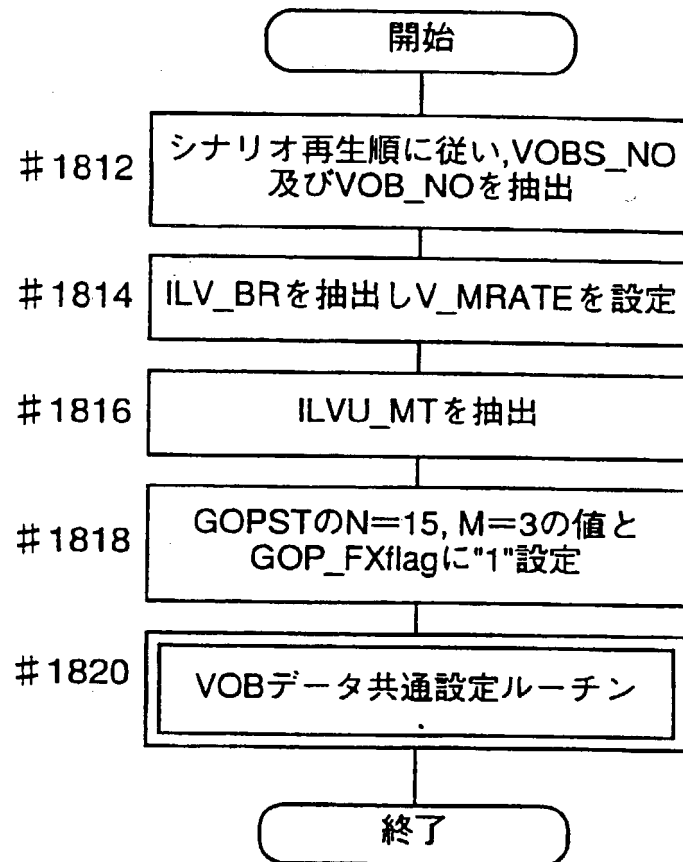 開始
#1812
シナリオ再生順に従い,VOBS_NO
及びVOB_NOを抽出
#1814
ILV_BRを抽出しV_MRATEを設定
#1816
ILVU_MTを抽出
#1818
GOPSTのN=15, M=3の値と
GOP_FXflagに"1"設定
#1820
VOBデータ共通設定ルーチン
終了